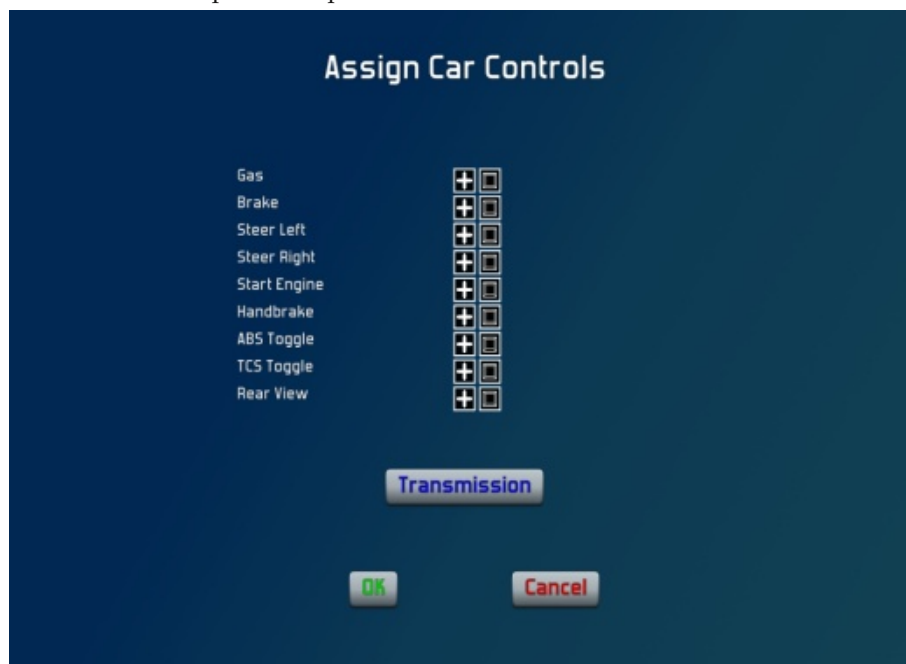 Assign Car Controls
Gas
Brake
Steer Left
Steer Right
Start Engine
Handbrake
ABS Toggle
TCS Toggle
Rear View
Transmission
OK Cancel